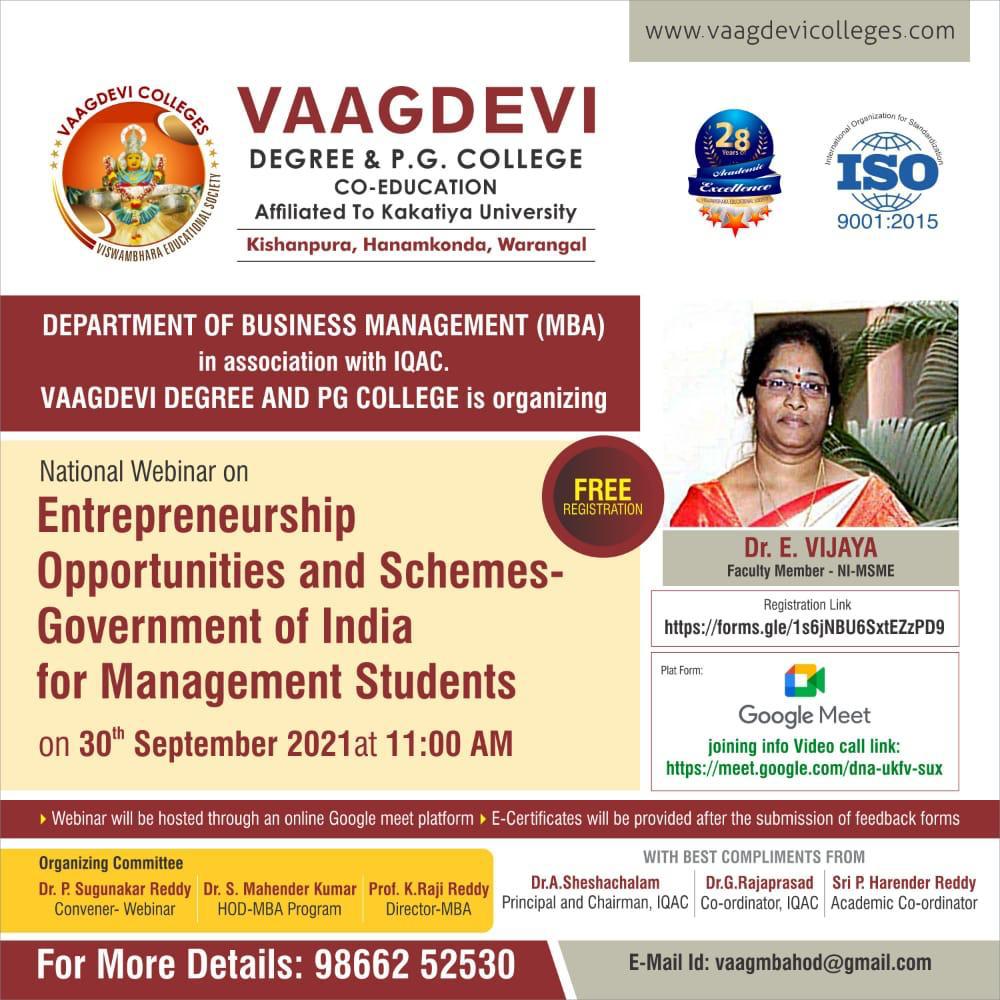 www.vaagdevicolleges.com
VAAGDEVI COLLEGES
VISWAMBHARA EDUCATIONAL SOCIETY
VAAGDEVI
DEGREE & P.G. COLLEGE
CO-EDUCATION
Affiliated To Kakatiya University
Kishanpura, Hanamkonda, Warangal
28
Years of
Academic
Excellence
VISWAMBHARA EDUCATIONAL SOCIETY
International Organization for Standardization
ISO
9001:2015
DEPARTMENT OF BUSINESS MANAGEMENT (MBA)
in association with IQAC.
VAAGDEVI DEGREE AND PG COLLEGE is organizing
National Webinar on
Entrepreneurship
Opportunities and Schemes-
Government of India
for Management Students
on 30th September 2021at 11:00 AM
FREE
REGISTRATION
Dr. E. VIJAYA
Faculty Member - NI-MSME
Registration Link
https://forms.gle/1s6jNBU6SxtEZzPD9
Plat Form:
Google Meet
joining info Video call link:
https://meet.google.com/dna-ukfv-sux
Webinar will be hosted through an online Google meet platform E-Certificates will be provided after the submission of feedback forms
Organizing Committee
Dr. P. Sugunakar Reddy Dr. S. Mahender Kumar Prof. K.Raji Reddy
Convener- Webinar HOD-MBA Program Director-MBA
WITH BEST COMPLIMENTS FROM
Dr.A.Sheshachalam Dr.G.Rajaprasad Sri P. Harender Reddy
Principal and Chairman, IQAC Co-ordinator, IQAC Academic Co-ordinator
For More Details: 98662 52530
E-Mail Id: vaagmbahod@gmail.com